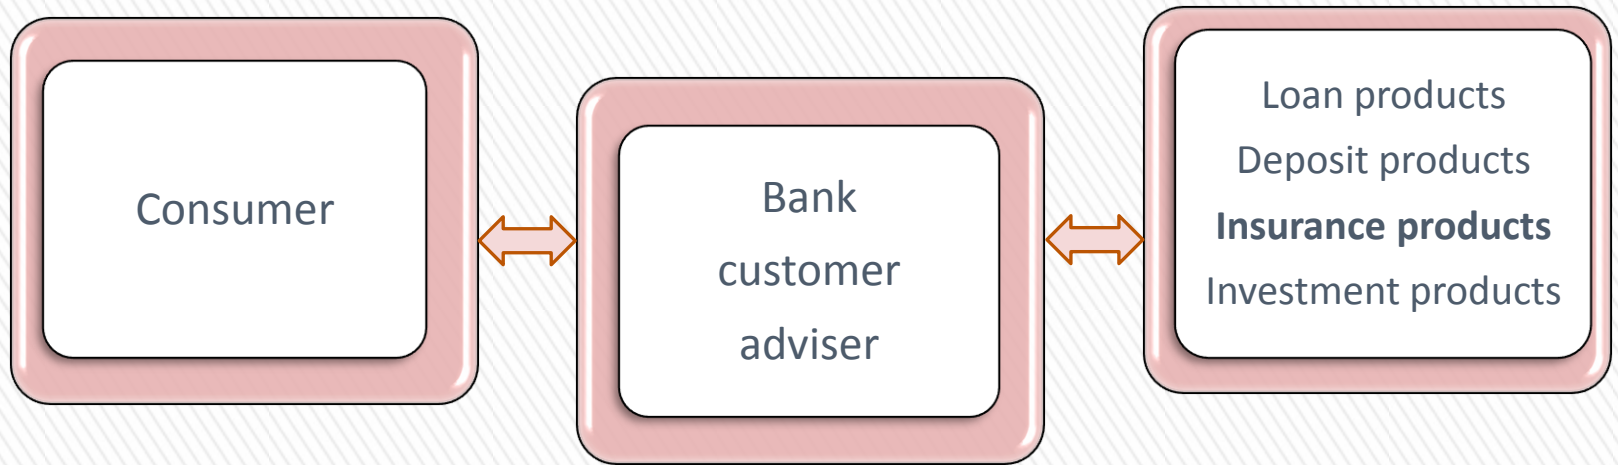 Consumer
Bank
customer
adviser
Loan products
Deposit products
Insurance products
Investment products